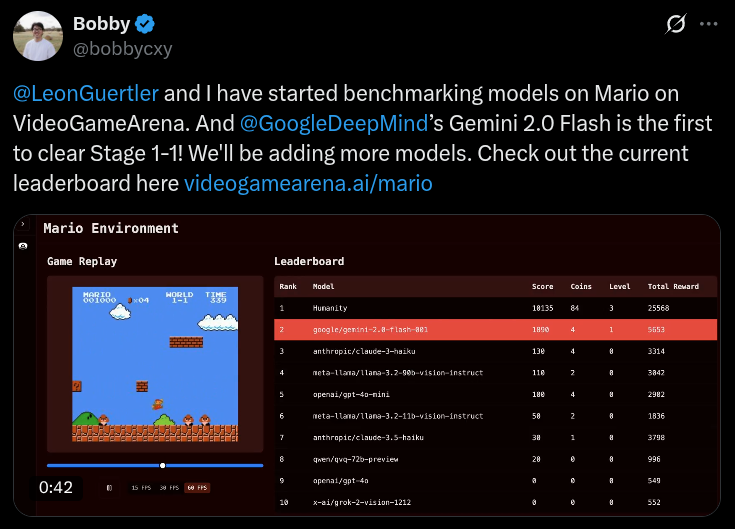 Bobby
@bobbycxy
@LeonGuertler and I have started benchmarking models on Mario on
VideoGameArena. And @GoogleDeepMind’s Gemini 2.0 Flash is the first
to clear Stage 1-1! We'll be adding more models. Check out the current
leaderboard here videogamearena.ai/mario
Mario Environment
Game Replay
MARIO WORLD TIME
001000 ×04 1-1 339
0:42
15 FPS 30 FPS 60 FPS
Leaderboard
Rank Model Score Coins Level Total Reward
1 Humanity 10135 84 3 25568
2 google/gemini-2.0-flash-001 1890 4 1 5653
3 anthropic/claude-3-haiku 130 4 0 3314
4 meta-llama/llama-3.2-90b-vision-instruct 110 2 0 3042
5 openai/gpt-4o-mini 100 4 0 2902
6 meta-llama/llama-3.2-11b-vision-instruct 50 2 0 1836
7 anthropic/claude-3.5-haiku 30 1 0 3798
8 qwen/qvq-72b-preview 20 0 0 996
9 openai/gpt-4o 0 0 0 549
10 x-ai/grok-2-vision-1212 0 0 0 552